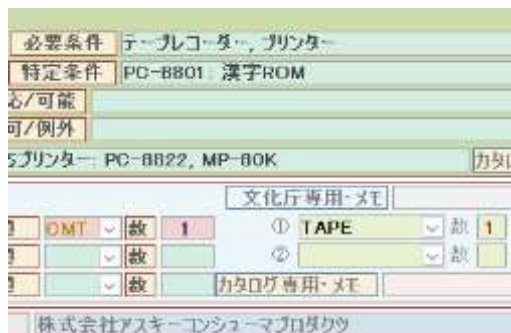 必要条件 テープレコーダー, プリンター
特定条件 PC-8801: 漢字ROM
応/可能
可/例外
プリンター: PC-8822, MP-80K カタロ
文化庁専用・メモ
CMT 数 1 ① TAPE 数 1
数 ② 数
数 カタログ専用・メモ
株式会社アスキーコンシューマプロダクツ